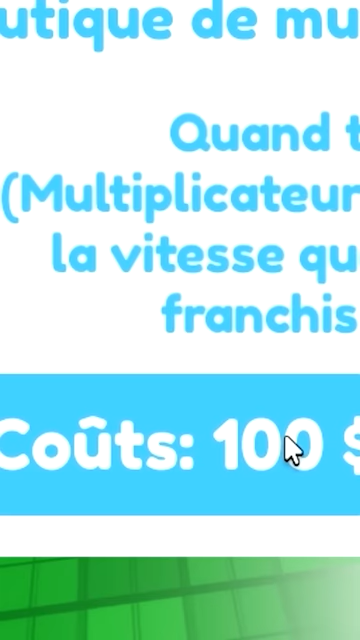 utique de mu
Quand t
(Multiplicateur
la vitesse qu
franchis
Coûts: 100 $